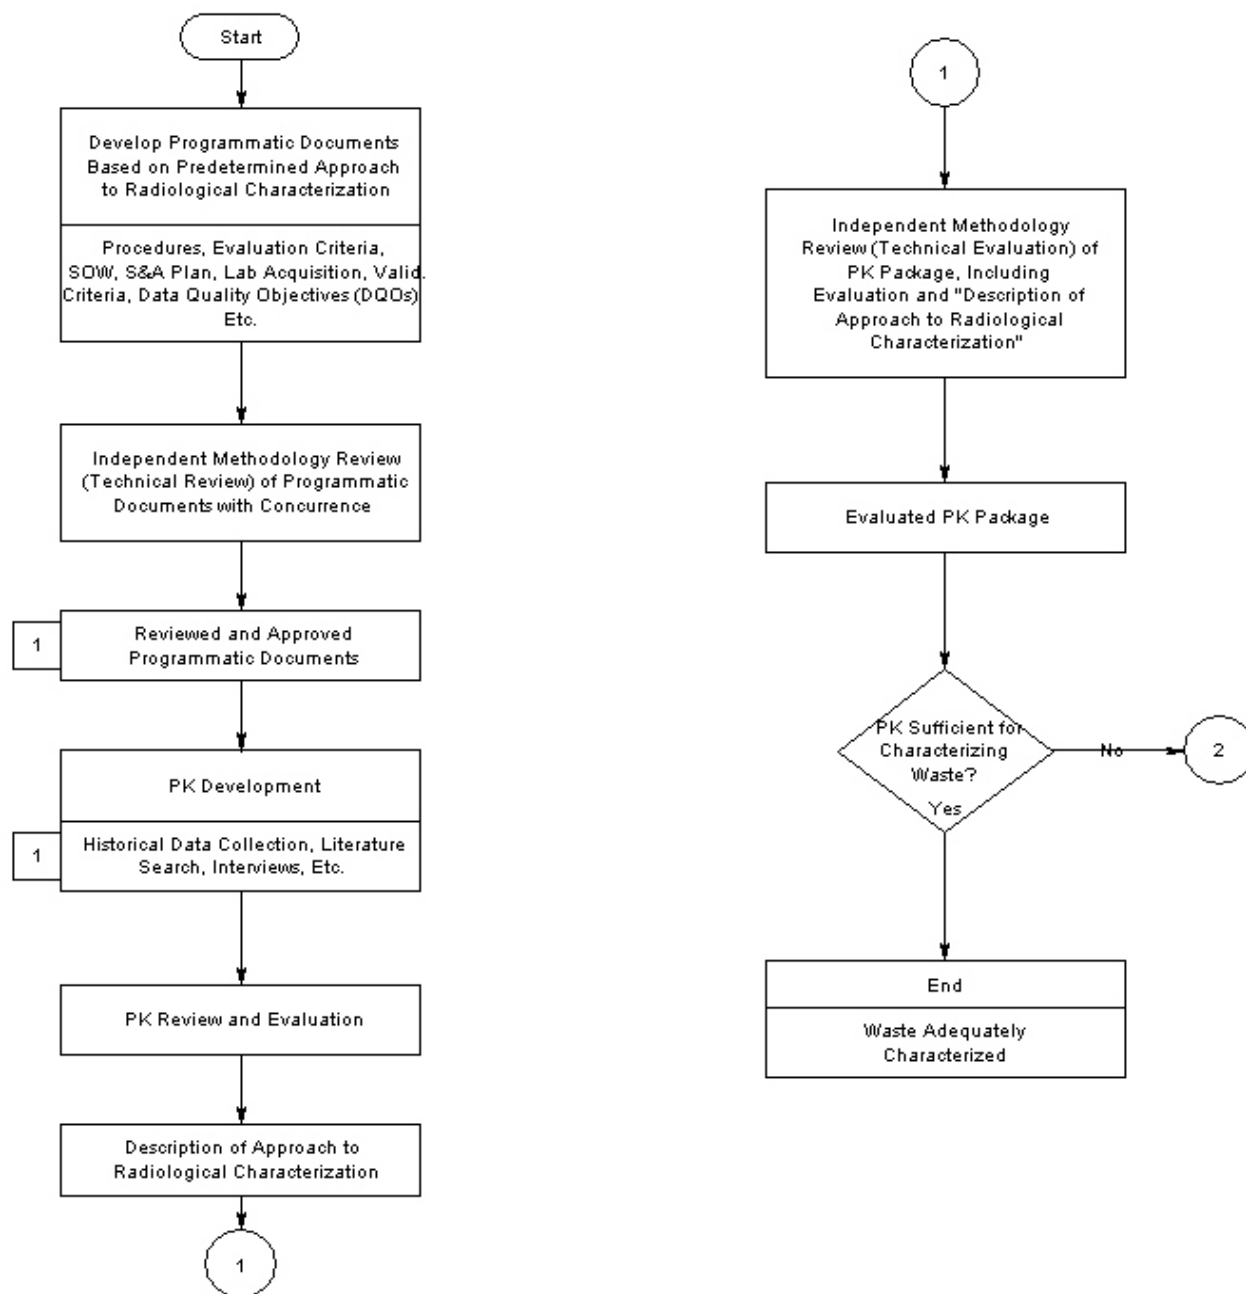 Start
Develop Programmatic Documents
Based on Predetermined Approach
to Radiological Characterization
Procedures, Evaluation Criteria,
SOW, S&A Plan, Lab Acquisition, Valid.
Criteria, Data Quality Objectives (DQOs)
Etc.
Independent Methodology Review
(Technical Review) of Programmatic
Documents with Concurrence
1
Reviewed and Approved
Programmatic Documents
PK Development
1
Historical Data Collection, Literature
Search, Interviews, Etc.
PK Review and Evaluation
Description of Approach to
Radiological Characterization
1
1
Independent Methodology
Review (Technical Evaluation) of
PK Package, Including
Evaluation and "Description of
Approach to Radiological
Characterization"
Evaluated PK Package
PK Sufficient for
Characterizing
Waste?
No
2
Yes
End
Waste Adequately
Characterized